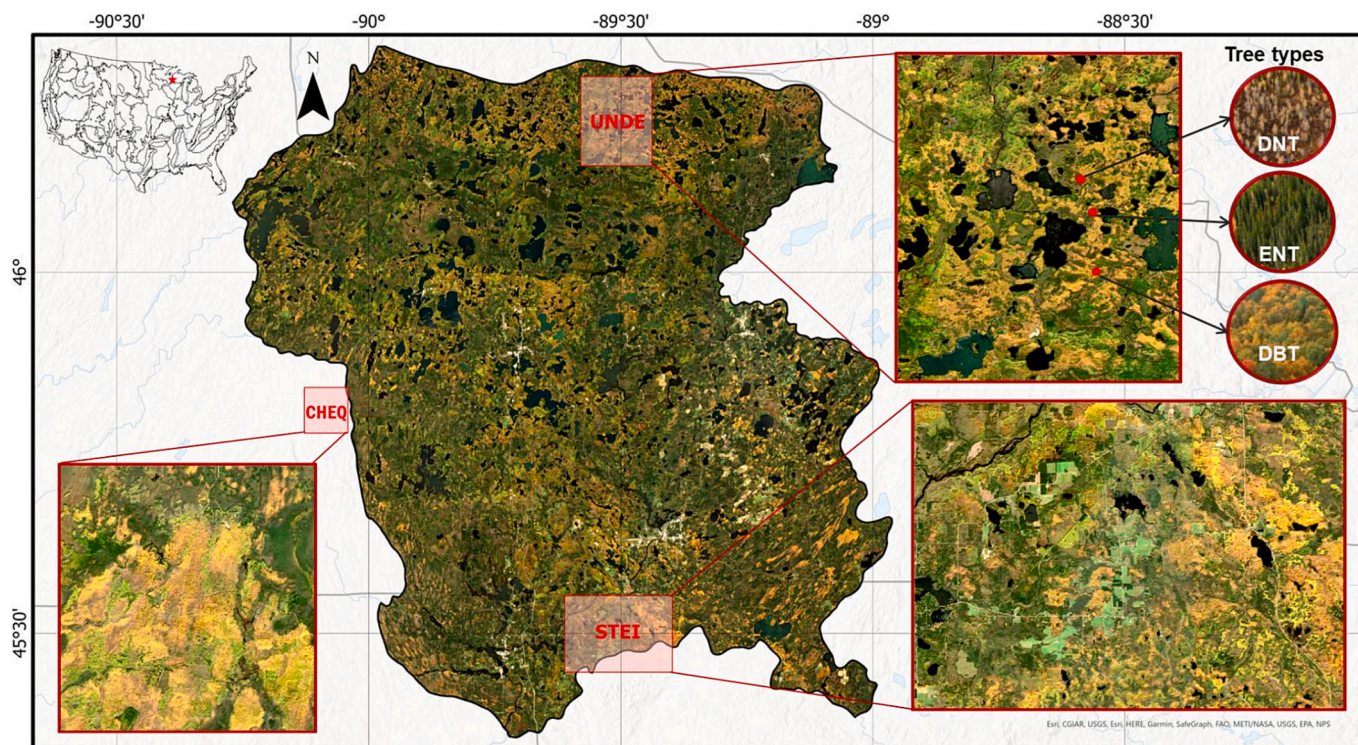 -90°30'
-90°
-89°30'
-89°
-88°30'
N
UNDE
Tree types
DNT
ENT
DBT
46°
CHEQ
STEI
45°30'
Esri, CGIAR, USGS, Esri, HERE, Garmin, SafeGraph, FAO, METI/NASA, USGS, EPA, NPS